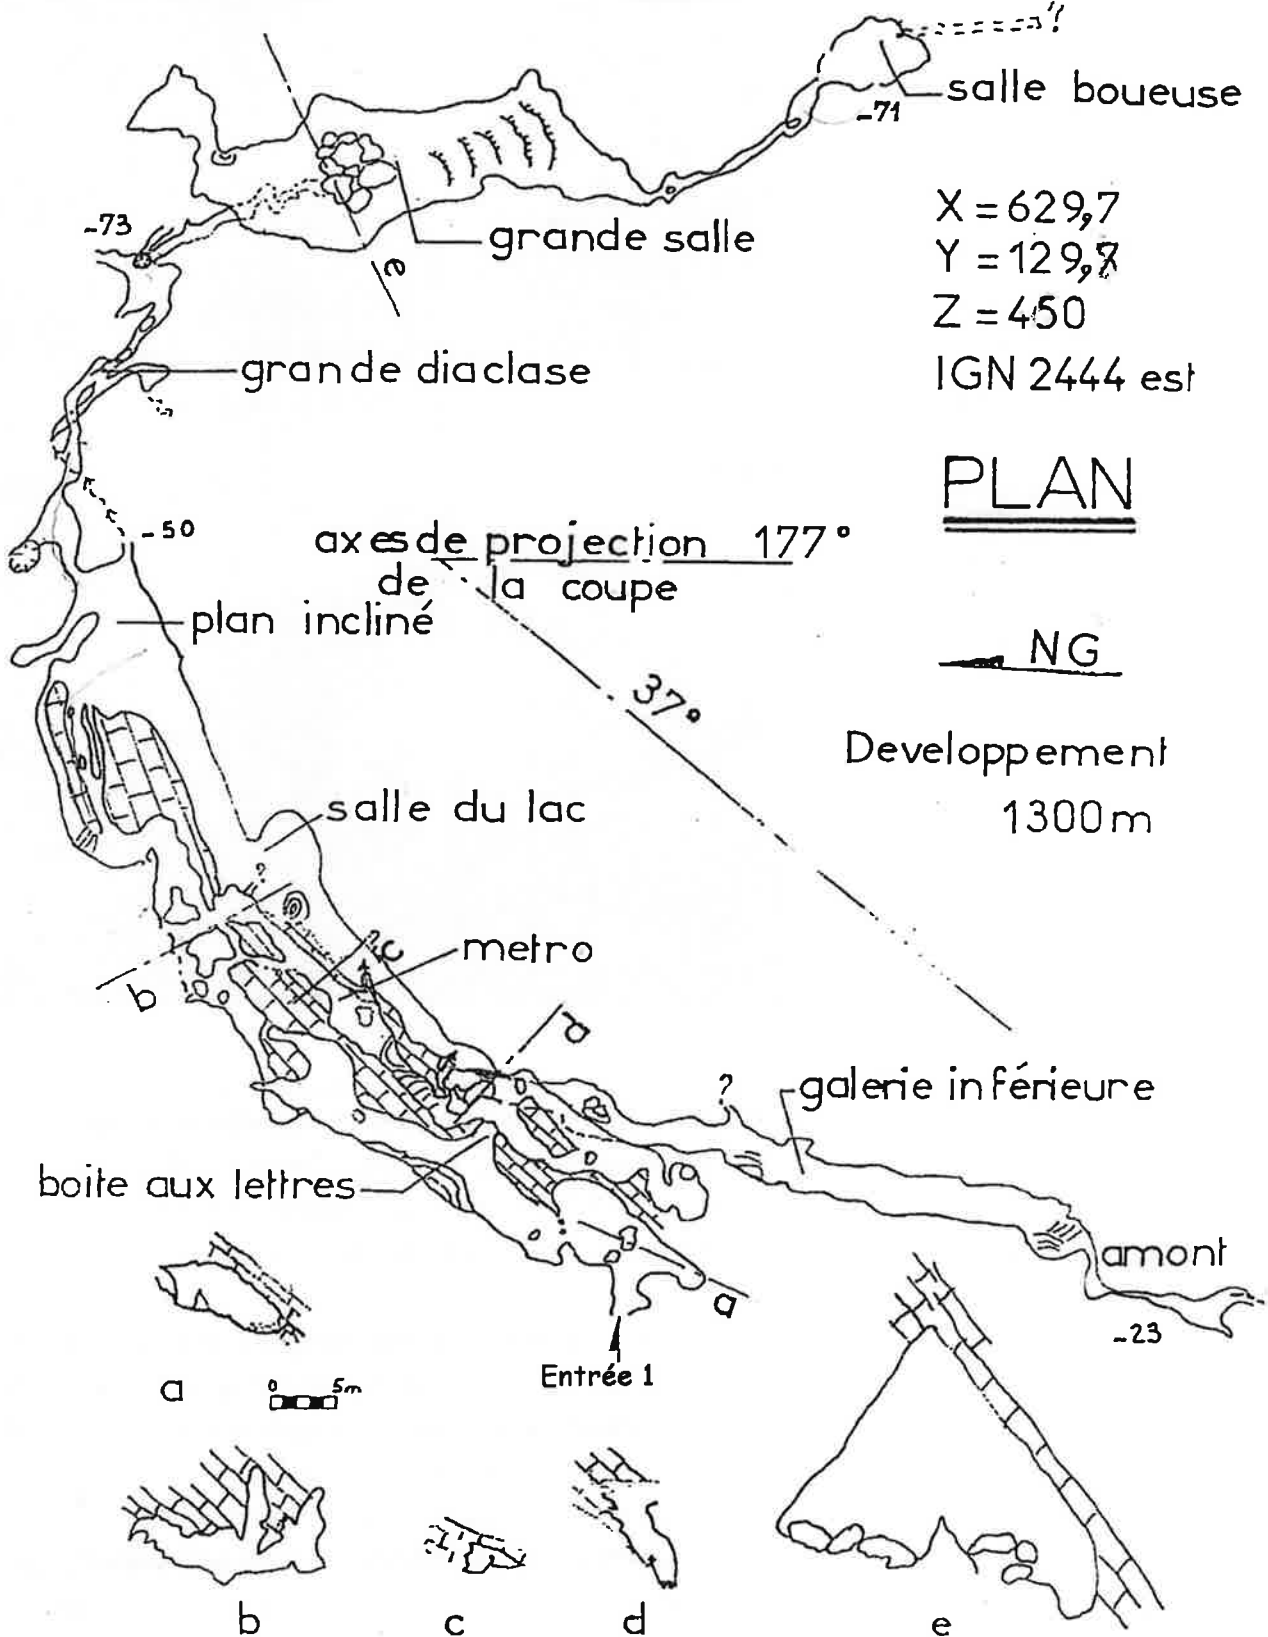 ?
salle boueuse
-71
X = 629,7
Y = 129,7
Z = 450
IGN 2444 est
-73
grande salle
e
grande diaclase
PLAN
-50
axes de projection 177°
de la coupe
plan incliné
NG
37°
Developpement
1300m
salle du lac
?
?
c
metro
b
d
?
galerie inférieure
boite aux lettres
amont
a
-23
Entrée 1
a
0 5m
b
c
d
e